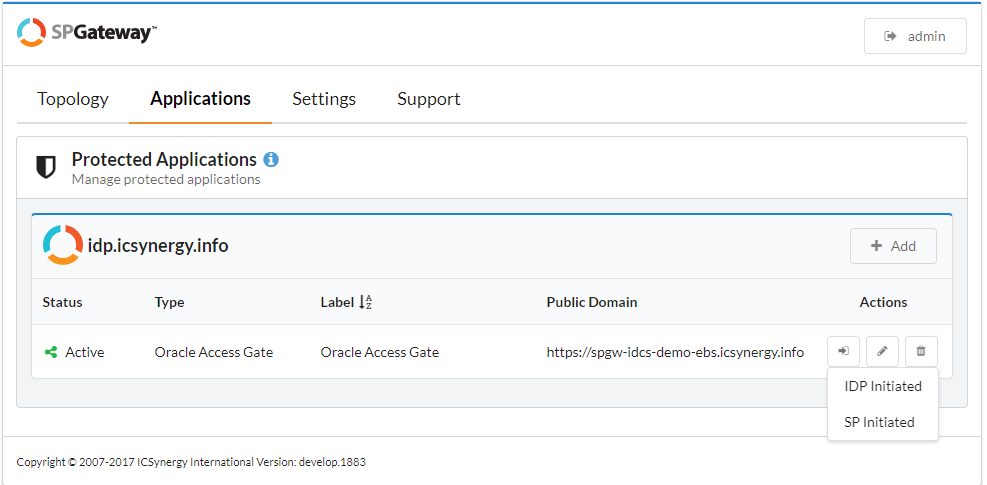 SPGateway™
admin
Topology Applications Settings Support
Protected Applications
Manage protected applications
idp.icsynergy.info
Add
Status Type Label Public Domain Actions
Active Oracle Access Gate Oracle Access Gate https://spgw-idcs-demo-ebs.icsynergy.info
IDP Initiated
SP Initiated
Copyright © 2007-2017 ICSynergy International Version: develop.1883